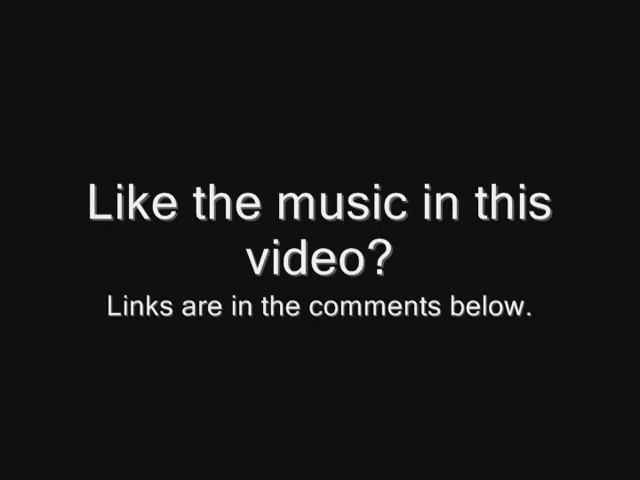 Like the music in this
video?
Links are in the comments below.